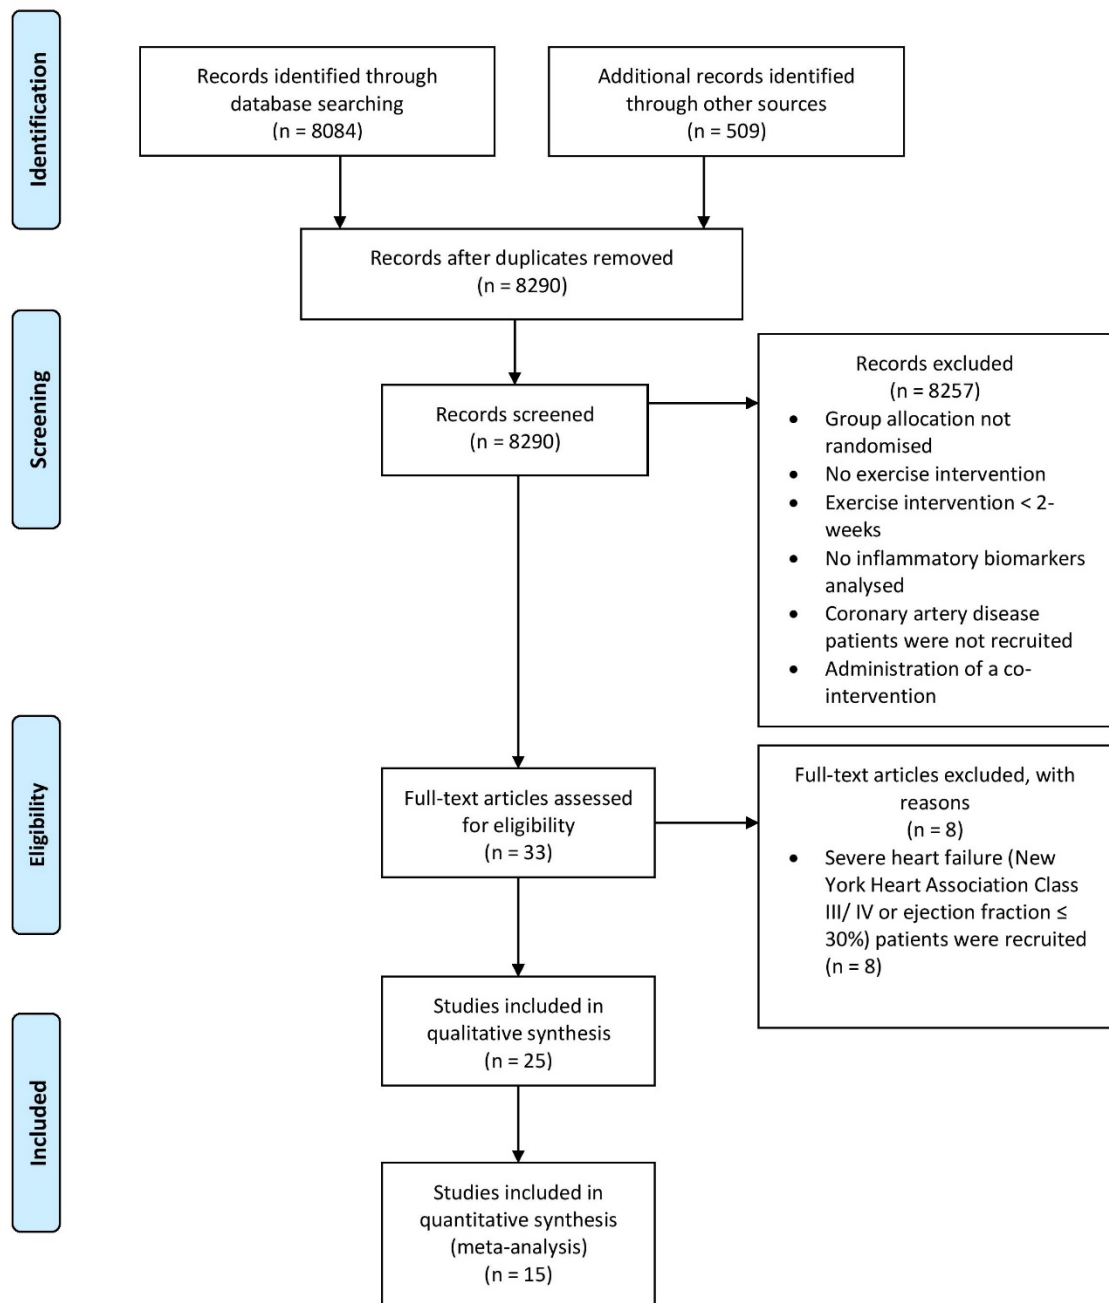 Identification
Records identified through
database searching
(n = 8084)
Additional records identified
through other sources
(n = 509)
Records after duplicates removed
(n = 8290)
Screening
Records screened
(n = 8290)
Records excluded
(n = 8257)
• Group allocation not
randomised
• No exercise intervention
• Exercise intervention < 2-
weeks
• No inflammatory biomarkers
analysed
• Coronary artery disease
patients were not recruited
• Administration of a co-
intervention
Eligibility
Full-text articles assessed
for eligibility
(n = 33)
Full-text articles excluded, with
reasons
(n = 8)
• Severe heart failure (New
York Heart Association Class
III/ IV or ejection fraction ≤
30%) patients were recruited
(n = 8)
Included
Studies included in
qualitative synthesis
(n = 25)
Studies included in
quantitative synthesis
(meta-analysis)
(n = 15)